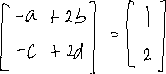 [-a + 2b] = [1]
[-c + 2d] = [2]